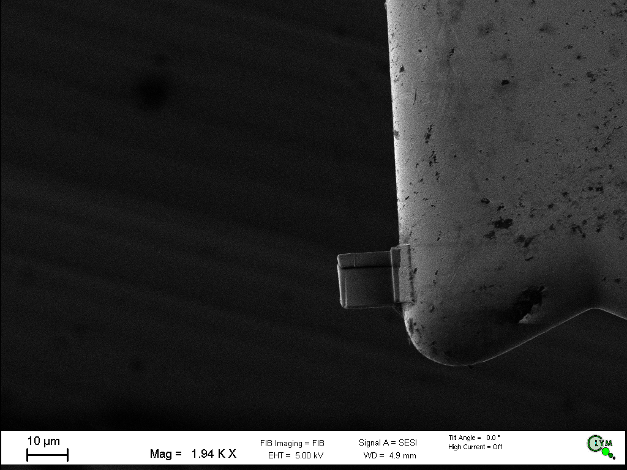 10 µm
Mag = 1.94 K X
FIB Imaging = FIB
EHT = 5.00 kV
Signal A = SESI
WD = 4.9 mm
Tilt Angle = 0.0 °
High Current = Off